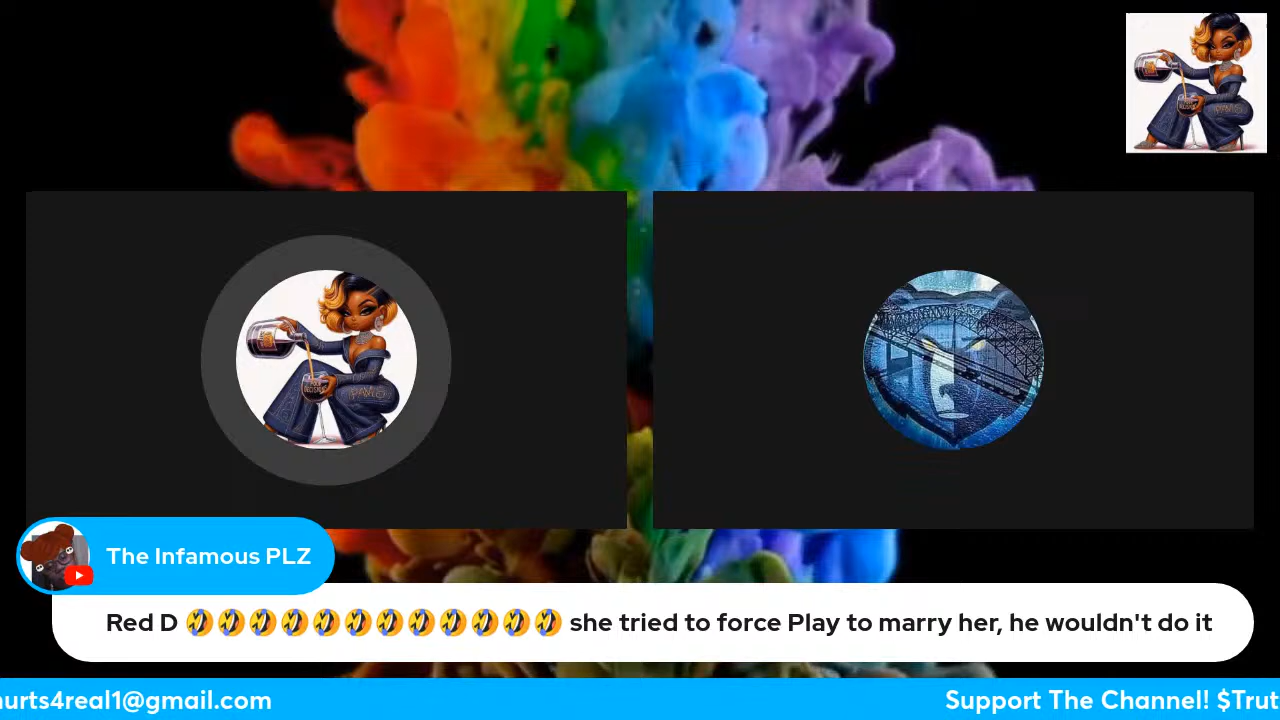 The Infamous PLZ
Red D 🤣🤣🤣🤣🤣🤣🤣🤣🤣🤣🤣🤣 she tried to force Play to marry her, he wouldn't do it
hurts4real1@gmail.com
Support The Channel! $Trut